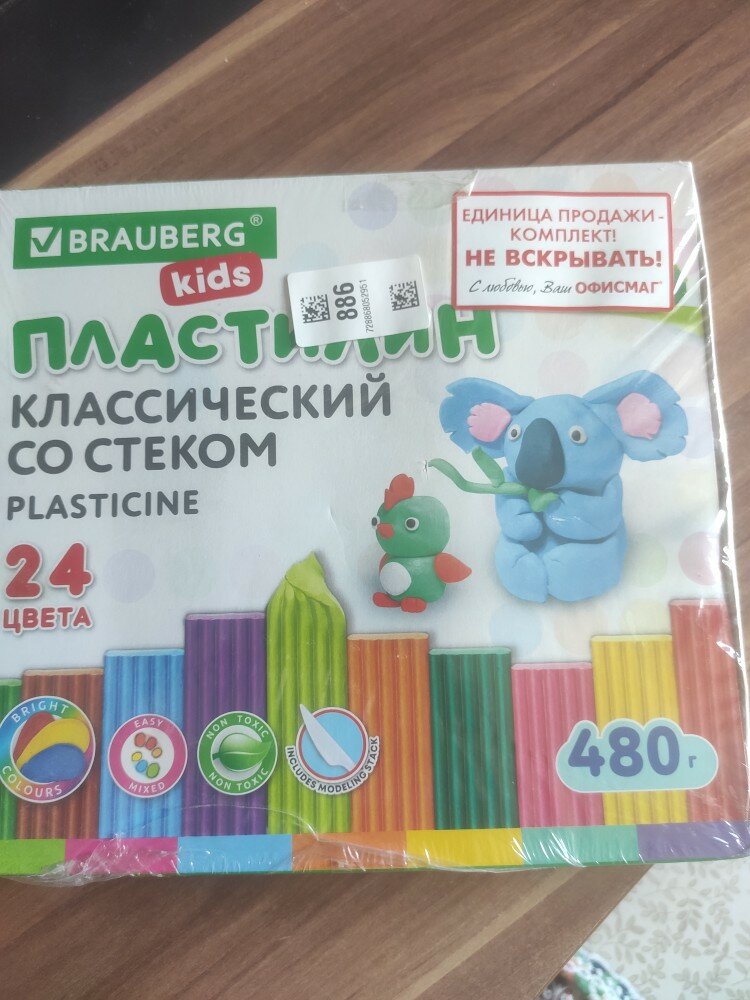 BRAUBERG®
kids
ЕДИНИЦА ПРОДАЖИ -
КОМПЛЕКТ!
НЕ ВСКРЫВАТЬ!
С любовью, Ваш ОФИСМАГ
886
728868052951
ПЛАСТИЛИН
КЛАССИЧЕСКИЙ
СО СТЕКОМ
PLASTICINE
24
ЦВЕТА
BRIGHT
COLOURS
EASY
MIXED
NON TOXIC
NON TOXIC
INCLUDES MODELING STACK
480 г